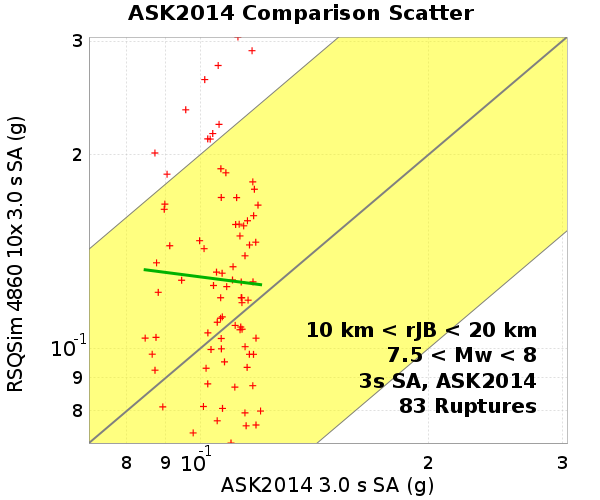 ASK2014 Comparison Scatter
RSQSim 4860 10x 3.0 s SA (g)
3
2
10-1
9
8
10 km < rJB < 20 km
7.5 < Mw < 8
3s SA, ASK2014
83 Ruptures
8 9 10-1 2 3
ASK2014 3.0 s SA (g)